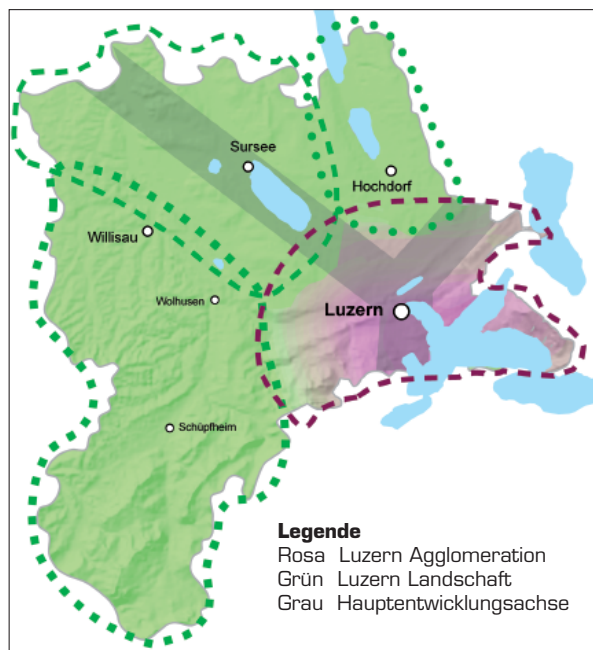 Sursee
Hochdorf
Willisau
Wolhusen
Luzern
Schüpfheim
Legende
Rosa Luzern Agglomeration
Grün Luzern Landschaft
Grau Hauptentwicklungsachse